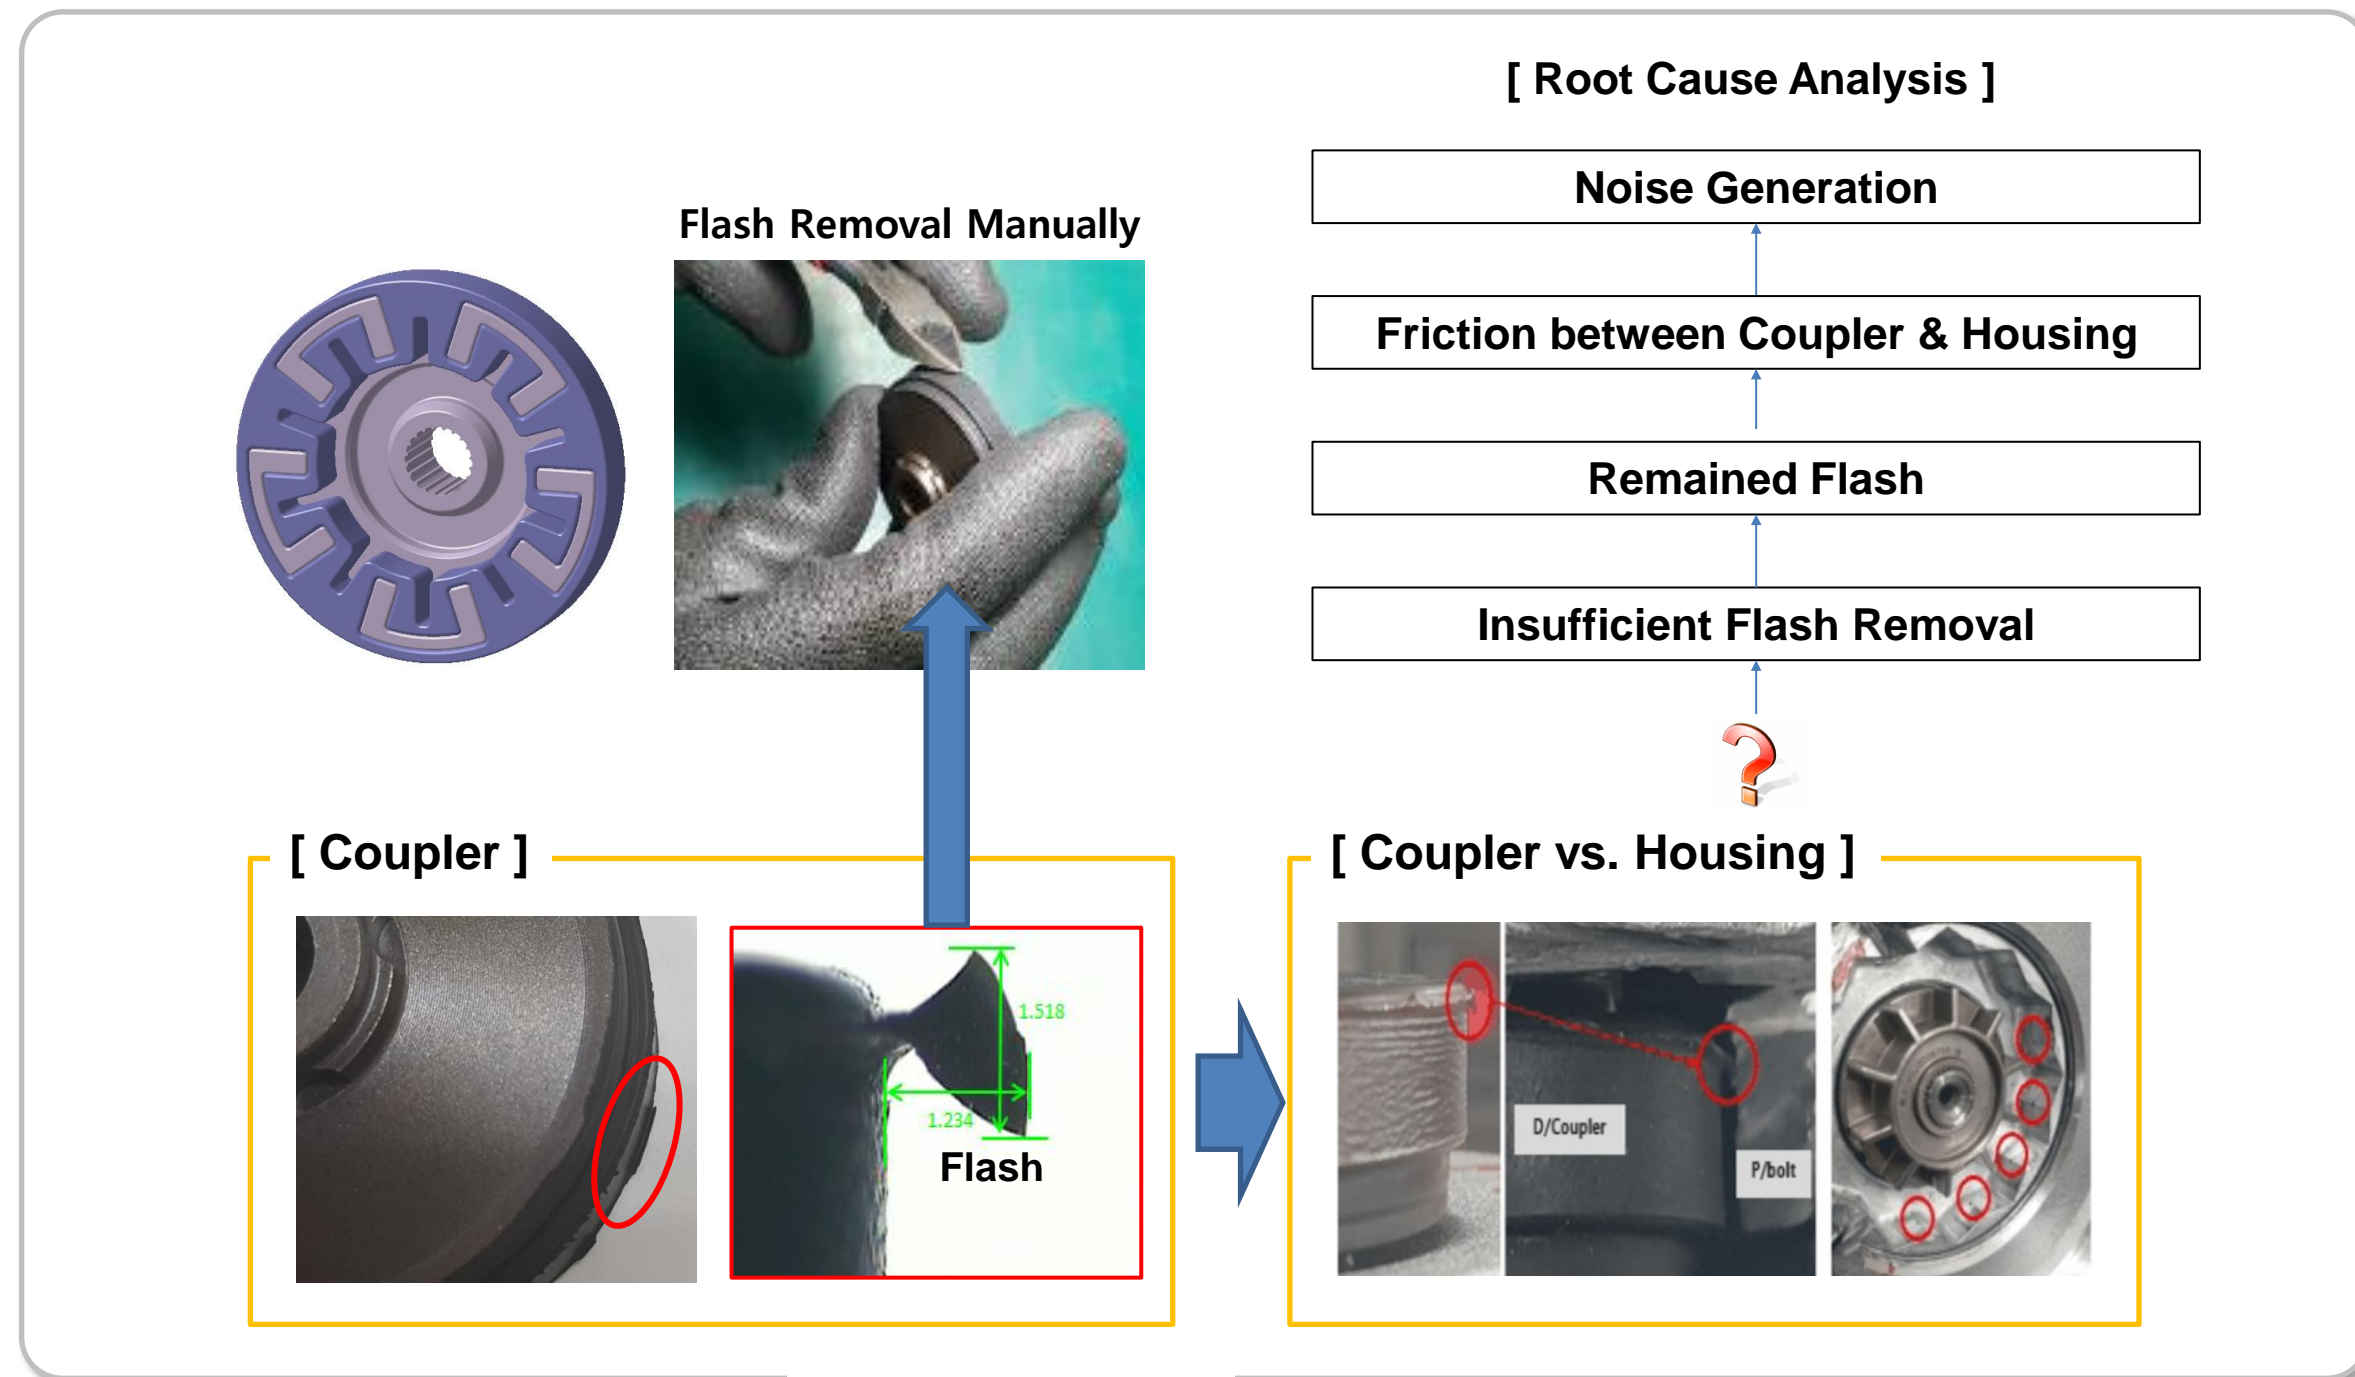 [ Root Cause Analysis ]
Noise Generation
Flash Removal Manually
Friction between Coupler & Housing
Remained Flash
Insufficient Flash Removal
?
[ Coupler ]
1.518
1.234
Flash
[ Coupler vs. Housing ]
D/Coupler
P/bolt